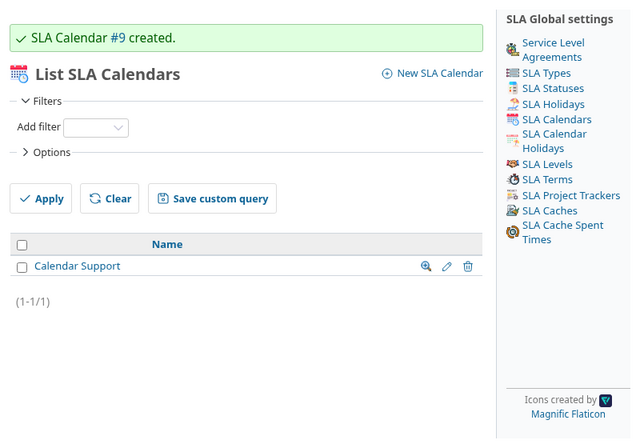 SLA Calendar #9 created.
List SLA Calendars
New SLA Calendar
Filters
Add filter
Options
Apply
Clear
Save custom query
Name
Calendar Support
(1-1/1)
SLA Global settings
Service Level
Agreements
SLA Types
SLA Statuses
SLA Holidays
SLA Calendars
SLA Calendar
Holidays
SLA Levels
SLA Terms
SLA Project Trackers
SLA Caches
SLA Cache Spent
Times
Icons created by
Magnific Flaticon